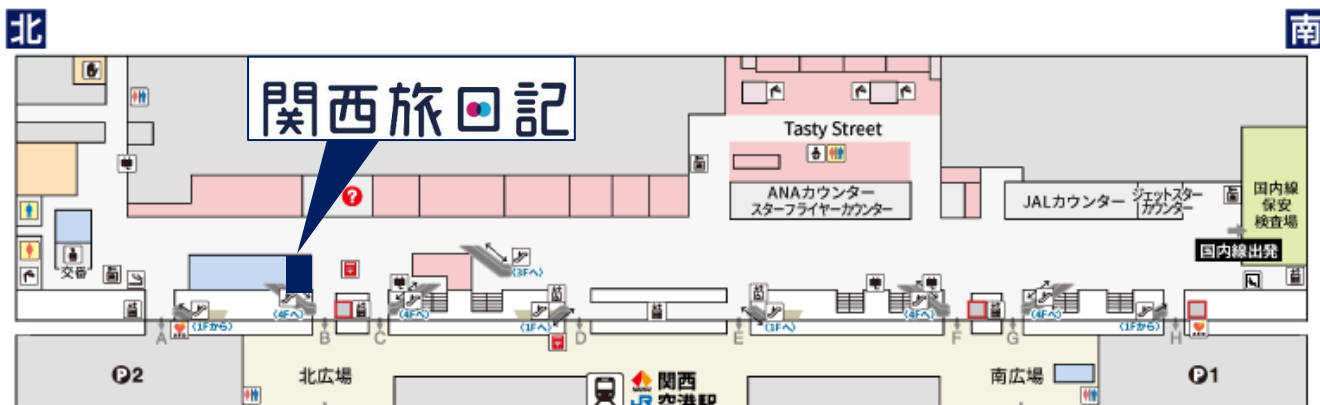 北
南
関西旅日記
Tasty Street
ANAカウンター
スターフライヤーカウンター
JALカウンター
ジェットスター
カウンター
国内線
保安
検査場
国内線出発
?
交番
(3Fへ)
(1Fから)
(4Fへ)
(4Fへ)
(1Fへ)
(1Fへ)
(4Fへ)
(4Fへ)
(1Fから)
A
B
C
D
E
F
G
H
P2
北広場
関西
JR 空港駅
南広場
P1